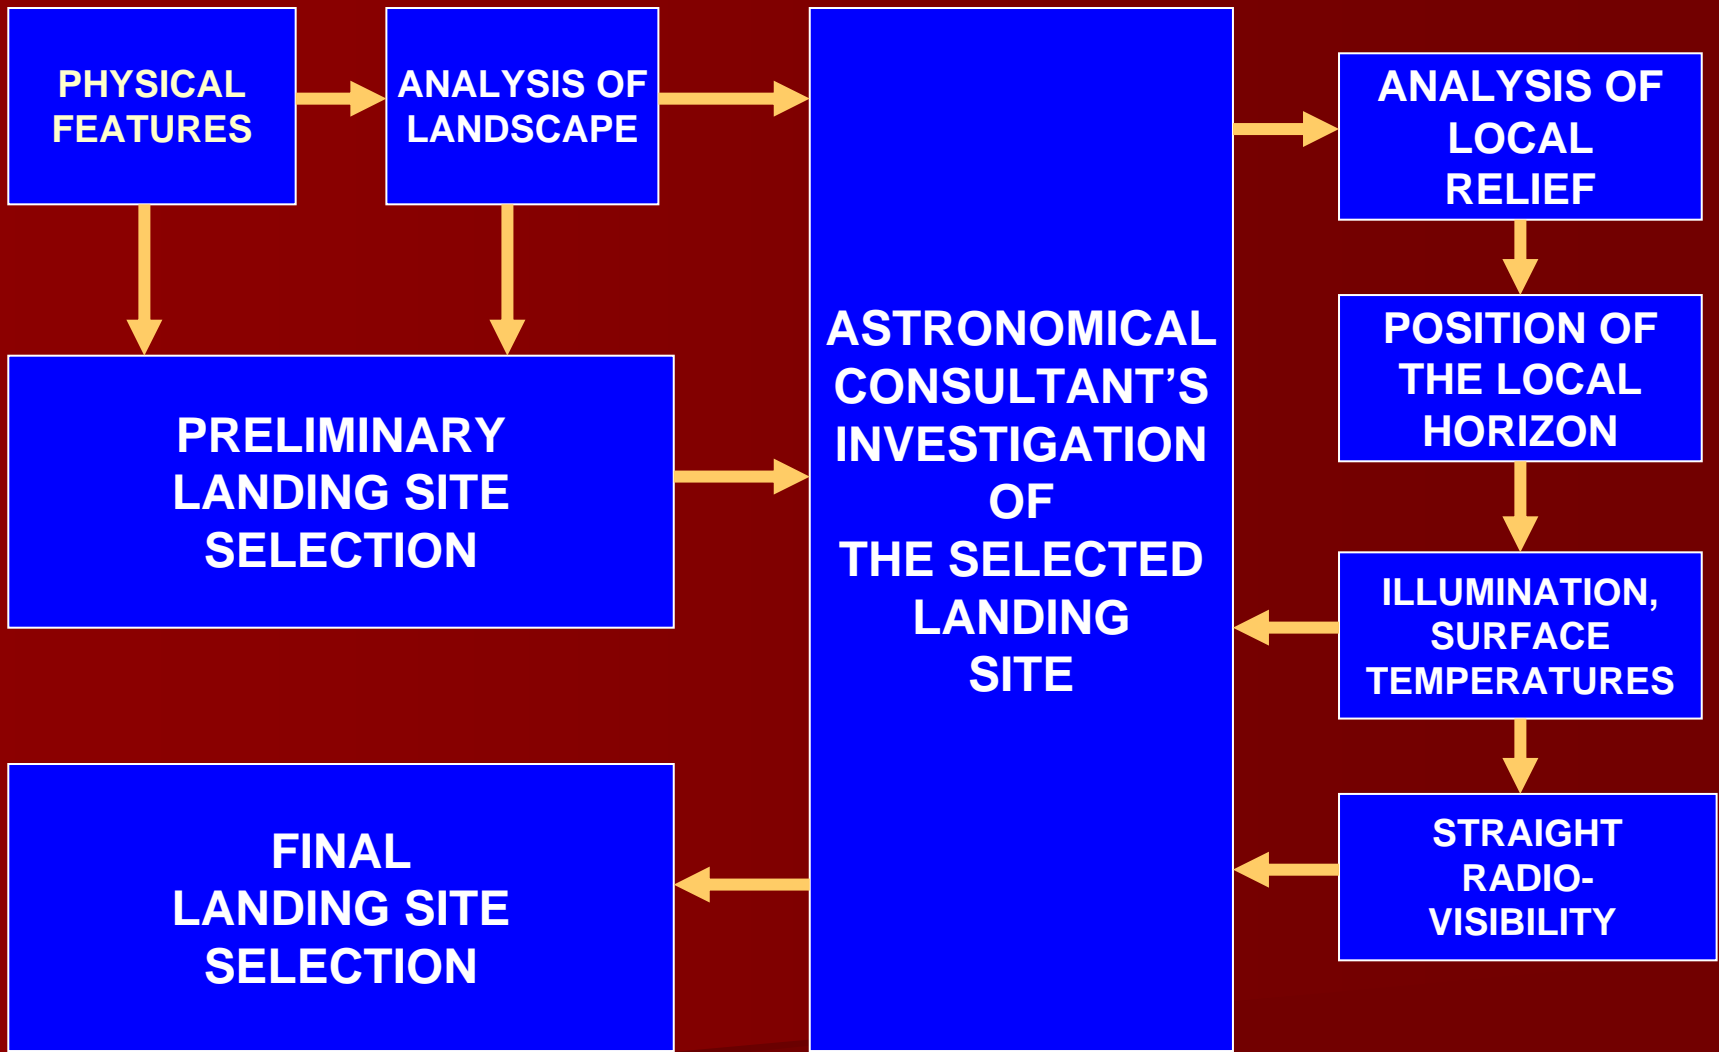 PHYSICAL
FEATURES
ANALYSIS OF
LANDSCAPE
PRELIMINARY
LANDING SITE
SELECTION
FINAL
LANDING SITE
SELECTION
ASTRONOMICAL
CONSULTANT’S
INVESTIGATION
OF
THE SELECTED
LANDING
SITE
ANALYSIS OF
LOCAL
RELIEF
POSITION OF
THE LOCAL
HORIZON
ILLUMINATION,
SURFACE
TEMPERATURES
STRAIGHT
RADIO-
VISIBILITY